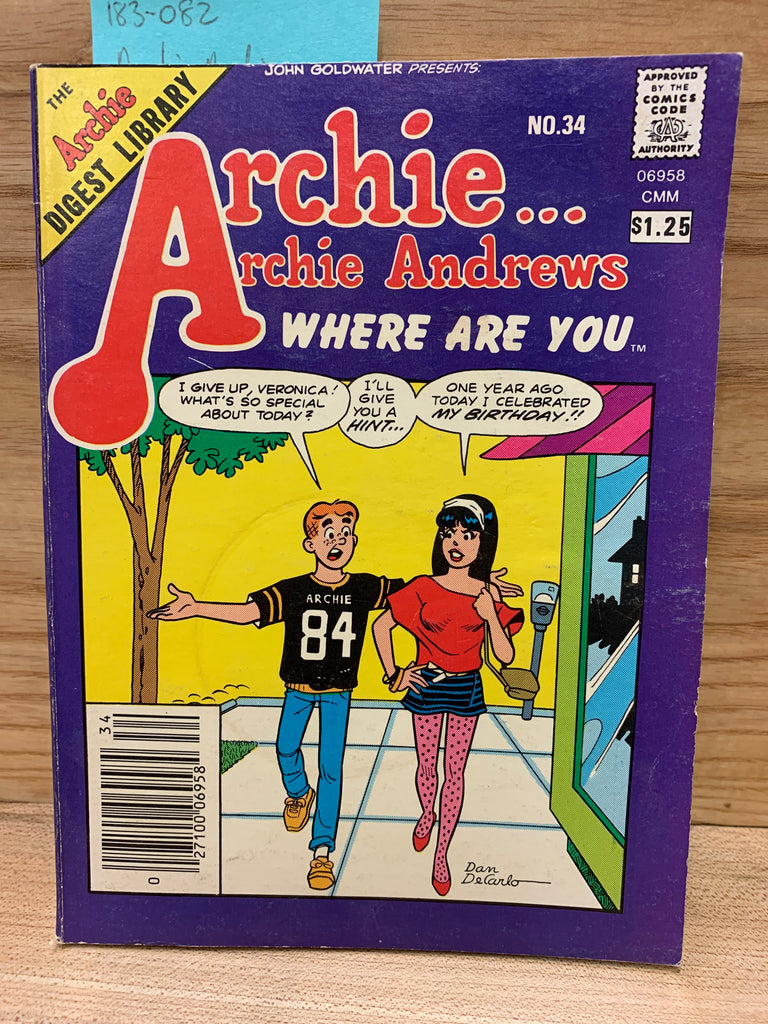 183-082
JOHN GOLDWATER PRESENTS:
THE
Archie
DIGEST LIBRARY
NO.34
APPROVED
BY THE
COMICS
CODE
AUTHORITY
06958
CMM
$1.25
Archie...
Archie Andrews
WHERE ARE YOU™
I GIVE UP, VERONICA!
WHAT'S SO SPECIAL
ABOUT TODAY?
I'LL
GIVE
YOU A
HINT...
ONE YEAR AGO
TODAY I CELEBRATED
MY BIRTHDAY!!
ARCHIE
84
34
27100 06958
0
Dan
DeCarlo